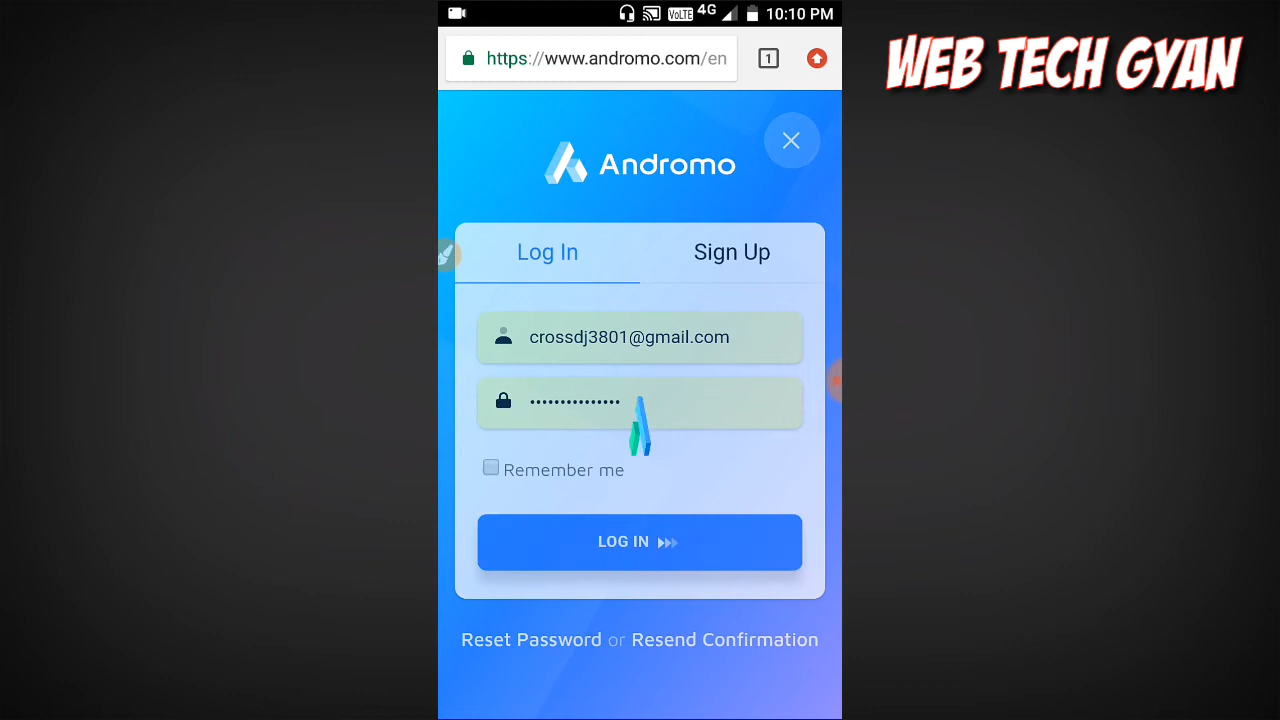 VoLTE 4G 10:10 PM
https://www.andromo.com/en 1
WEB TECH GYAN
Andromo
Log In Sign Up
crossdj3801@gmail.com
•••••••••••••••
Remember me
LOG IN
Reset Password or Resend Confirmation